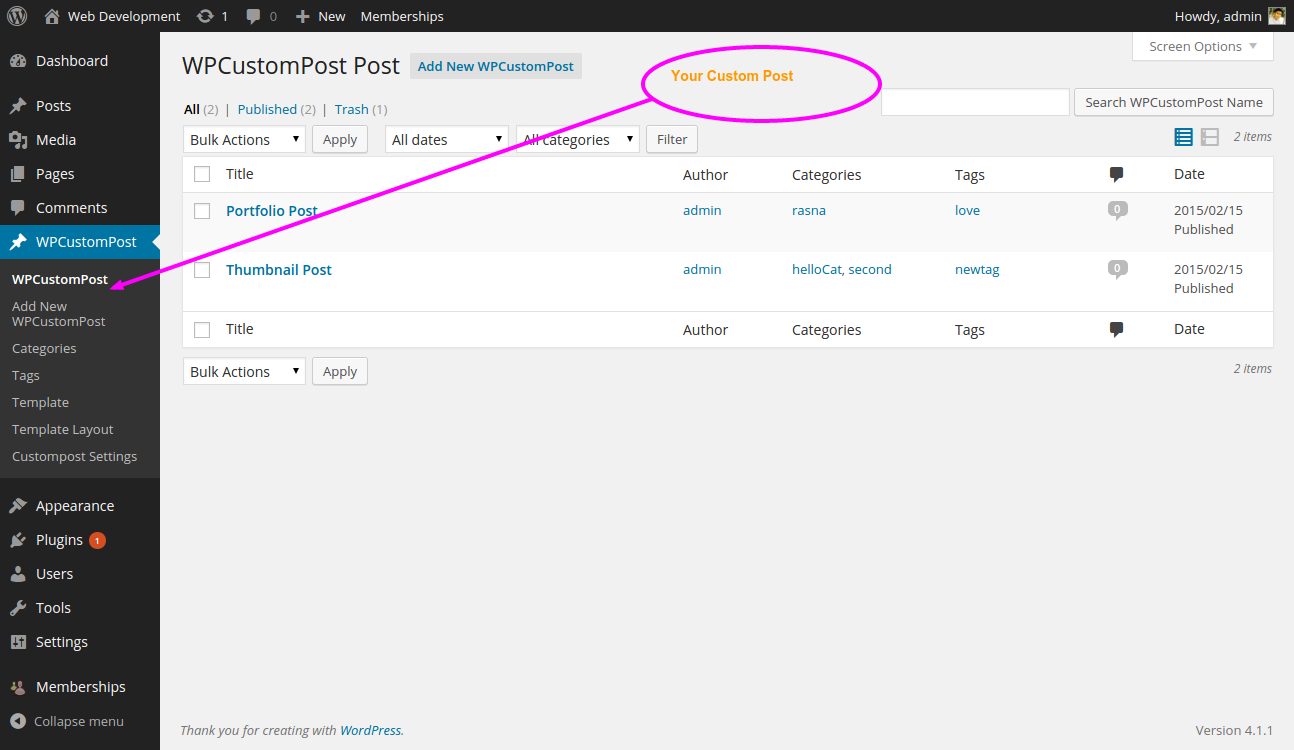 Web Development 1 0 New Memberships Howdy, admin
Screen Options
Dashboard
Posts
Media
Pages
Comments
WPCustomPost
WPCustomPost
Add New
WPCustomPost
Categories
Tags
Template
Template Layout
Custompost Settings
Appearance
Plugins 1
Users
Tools
Settings
Memberships
Collapse menu
WPCustomPost Post Add New WPCustomPost
Your Custom Post
All (2) | Published (2) | Trash (1)
Search WPCustomPost Name
Bulk Actions Apply All dates All categories Filter 2 items
Title Author Categories Tags Date
Portfolio Post admin rasna love 0 2015/02/15
Published
Thumbnail Post admin helloCat, second newtag 0 2015/02/15
Published
Title Author Categories Tags Date
Bulk Actions Apply 2 items
Thank you for creating with WordPress. Version 4.1.1